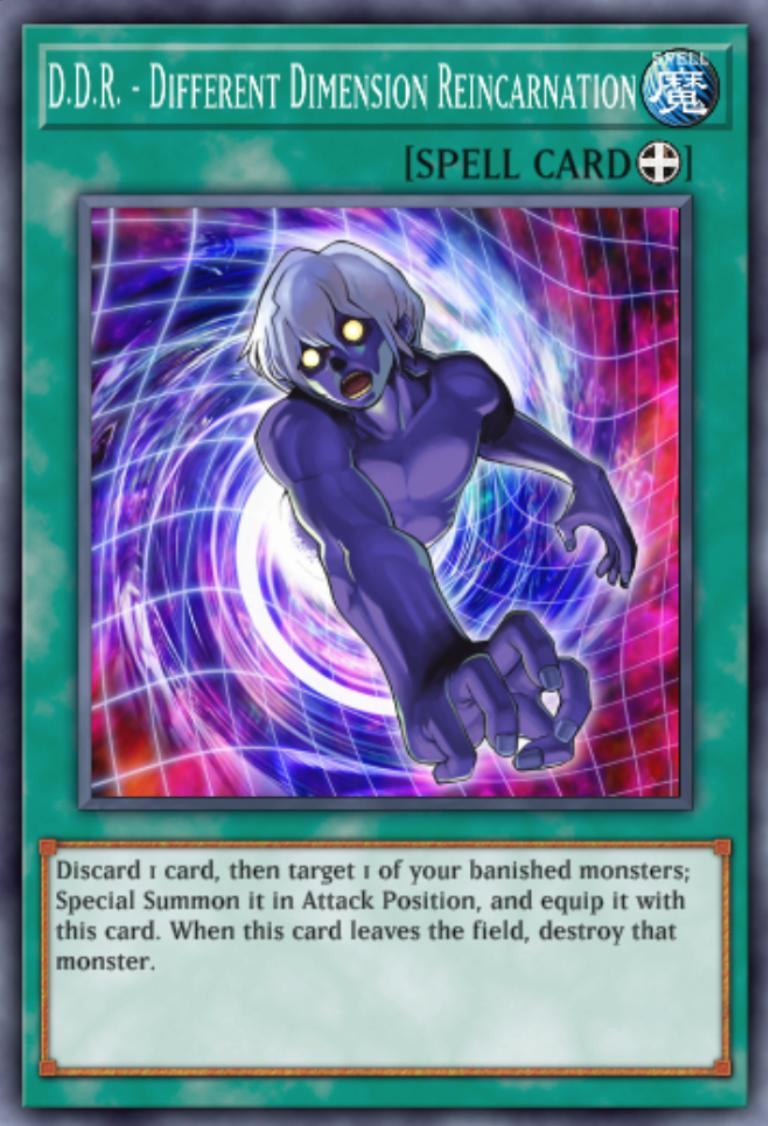 D.D.R. - Different Dimension Reincarnation
SPELL
魔
[SPELL CARD]
Discard 1 card, then target 1 of your banished monsters;
Special Summon it in Attack Position, and equip it with
this card. When this card leaves the field, destroy that
monster.